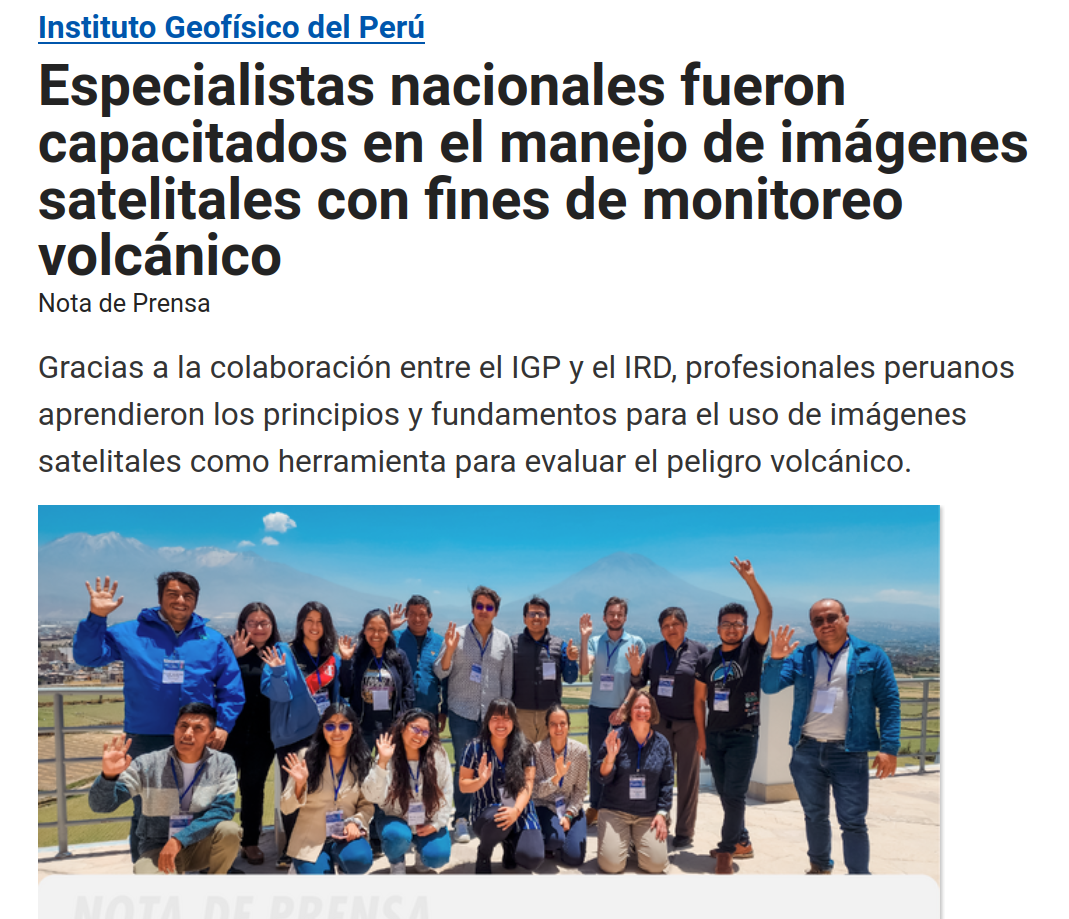 Instituto Geofísico del Perú
Especialistas nacionales fueron
capacitados en el manejo de imágenes
satelitales con fines de monitoreo
volcánico
Nota de Prensa
Gracias a la colaboración entre el IGP y el IRD, profesionales peruanos
aprendieron los principios y fundamentos para el uso de imágenes
satelitales como herramienta para evaluar el peligro volcánico.
NOTA DE PRENSA